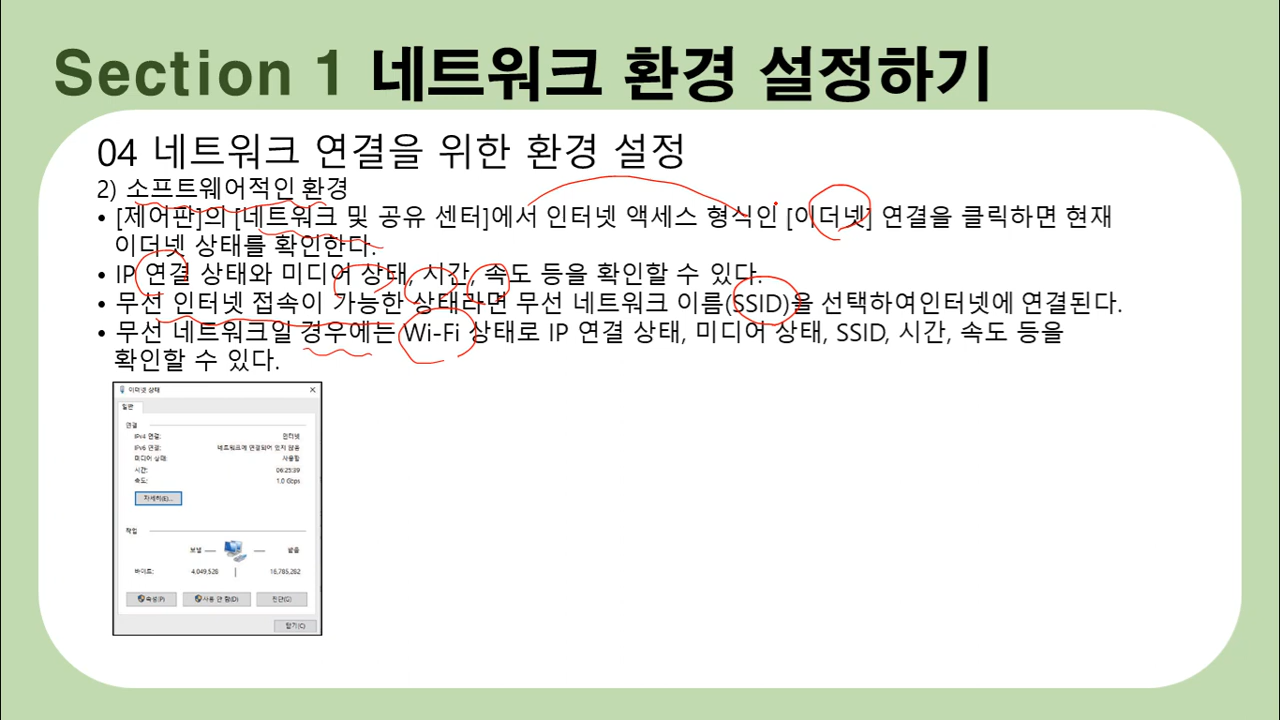 Section 1 네트워크 환경 설정하기
04 네트워크 연결을 위한 환경 설정
2) 소프트웨어적인 환경
• [제어판]의 [네트워크 및 공유 센터]에서 인터넷 액세스 형식인 [이더넷] 연결을 클릭하면 현재
이더넷 상태를 확인한다.
• IP 연결 상태와 미디어 상태, 시간, 속도 등을 확인할 수 있다.
• 무선 인터넷 접속이 가능한 상태라면 무선 네트워크 이름(SSID)을 선택하여인터넷에 연결된다.
• 무선 네트워크일 경우에는 Wi-Fi 상태로 IP 연결 상태, 미디어 상태, SSID, 시간, 속도 등을
확인할 수 있다.
이더넷 상태
일반
연결
IPv4 연결: 인터넷
IPv6 연결: 네트워크에 연결되어 있지 않음
미디어 상태: 사용함
시간: 06:25:39
속도: 1.0 Gbps
자세히(E)...
작업
보냄 받음
바이트: 4,049,528 16,785,282
속성(P) 사용 안 함(D) 진단(G)
닫기(C)